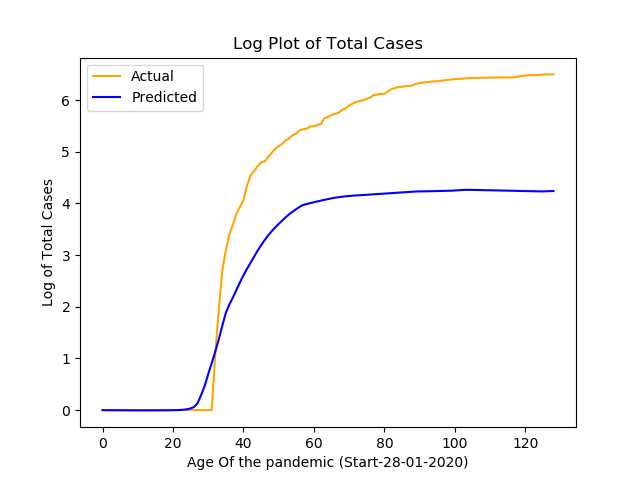 Log Plot of Total Cases
Actual
Predicted
6
5
4
3
2
1
0
Log of Total Cases
0 20 40 60 80 100 120
Age Of the pandemic (Start-28-01-2020)